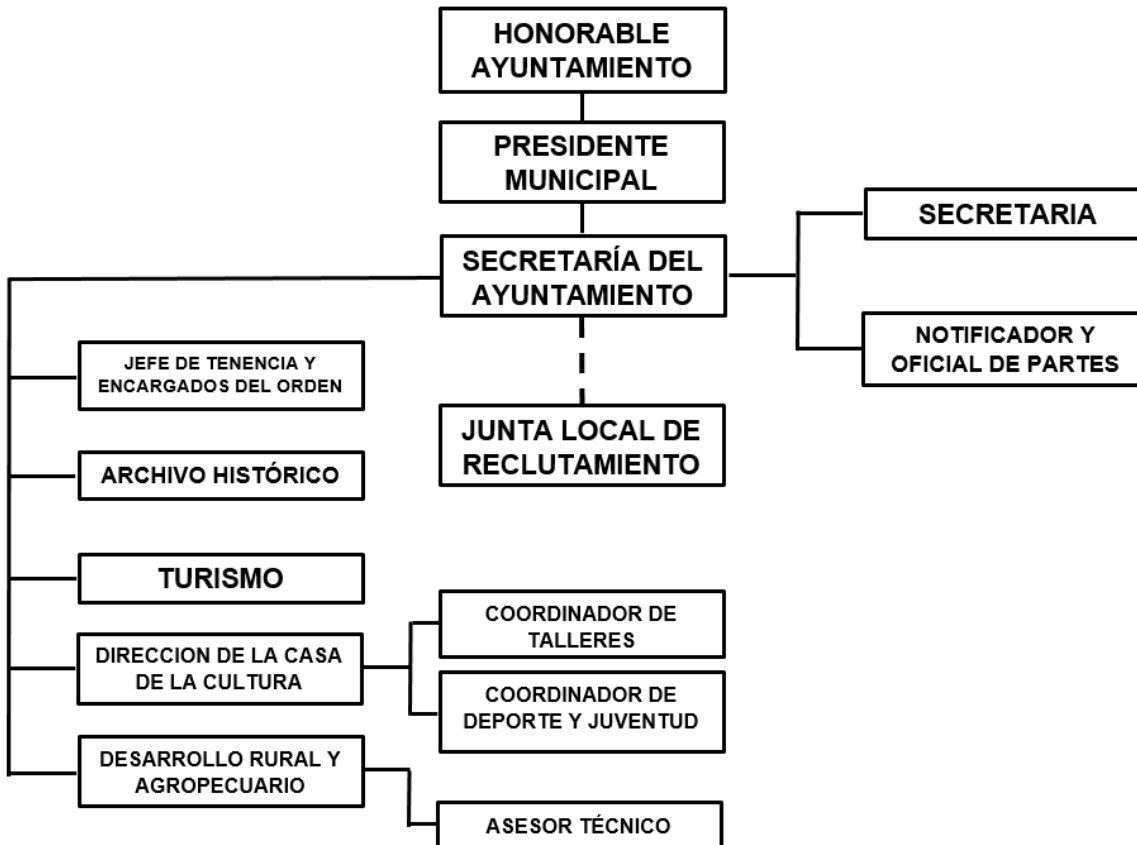 HONORABLE
AYUNTAMIENTO
PRESIDENTE
MUNICIPAL
SECRETARÍA DEL
AYUNTAMIENTO
SECRETARIA
NOTIFICADOR Y
OFICIAL DE PARTES
JUNTA LOCAL DE
RECLUTAMIENTO
JEFE DE TENENCIA Y
ENCARGADOS DEL ORDEN
ARCHIVO HISTÓRICO
TURISMO
DIRECCION DE LA CASA
DE LA CULTURA
COORDINADOR DE
TALLERES
COORDINADOR DE
DEPORTE Y JUVENTUD
DESARROLLO RURAL Y
AGROPECUARIO
ASESOR TÉCNICO